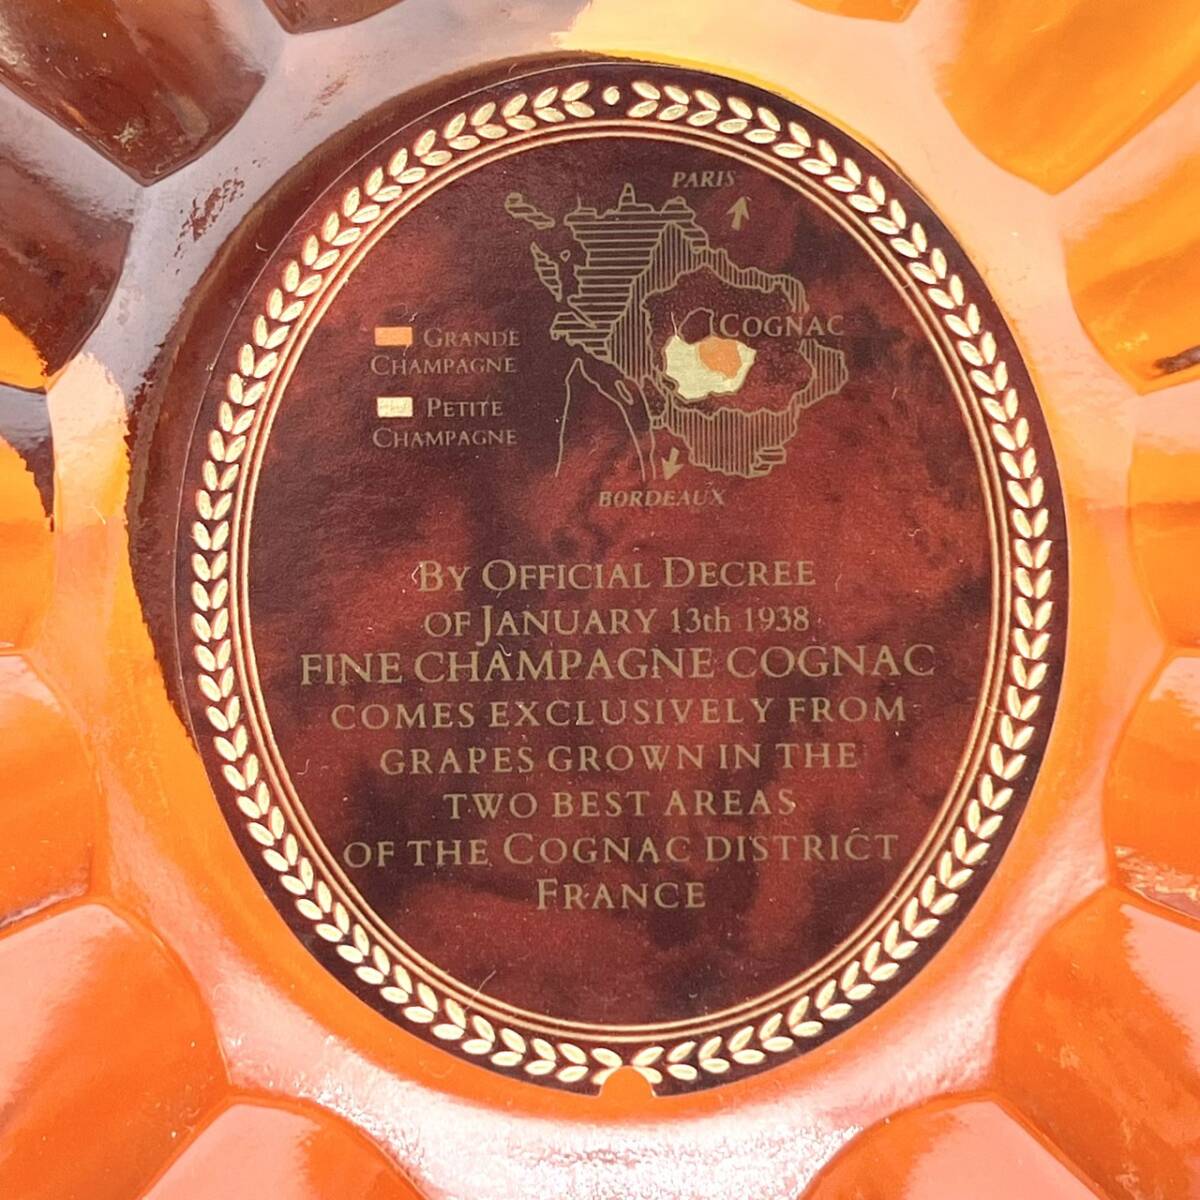 PARIS
COGNAC
GRANDE
CHAMPAGNE
PETITE
CHAMPAGNE
BORDEAUX
BY OFFICIAL DECREE
OF JANUARY 13th 1938
FINE CHAMPAGNE COGNAC
COMES EXCLUSIVELY FROM
GRAPES GROWN IN THE
TWO BEST AREAS
OF THE COGNAC DISTRICT
FRANCE